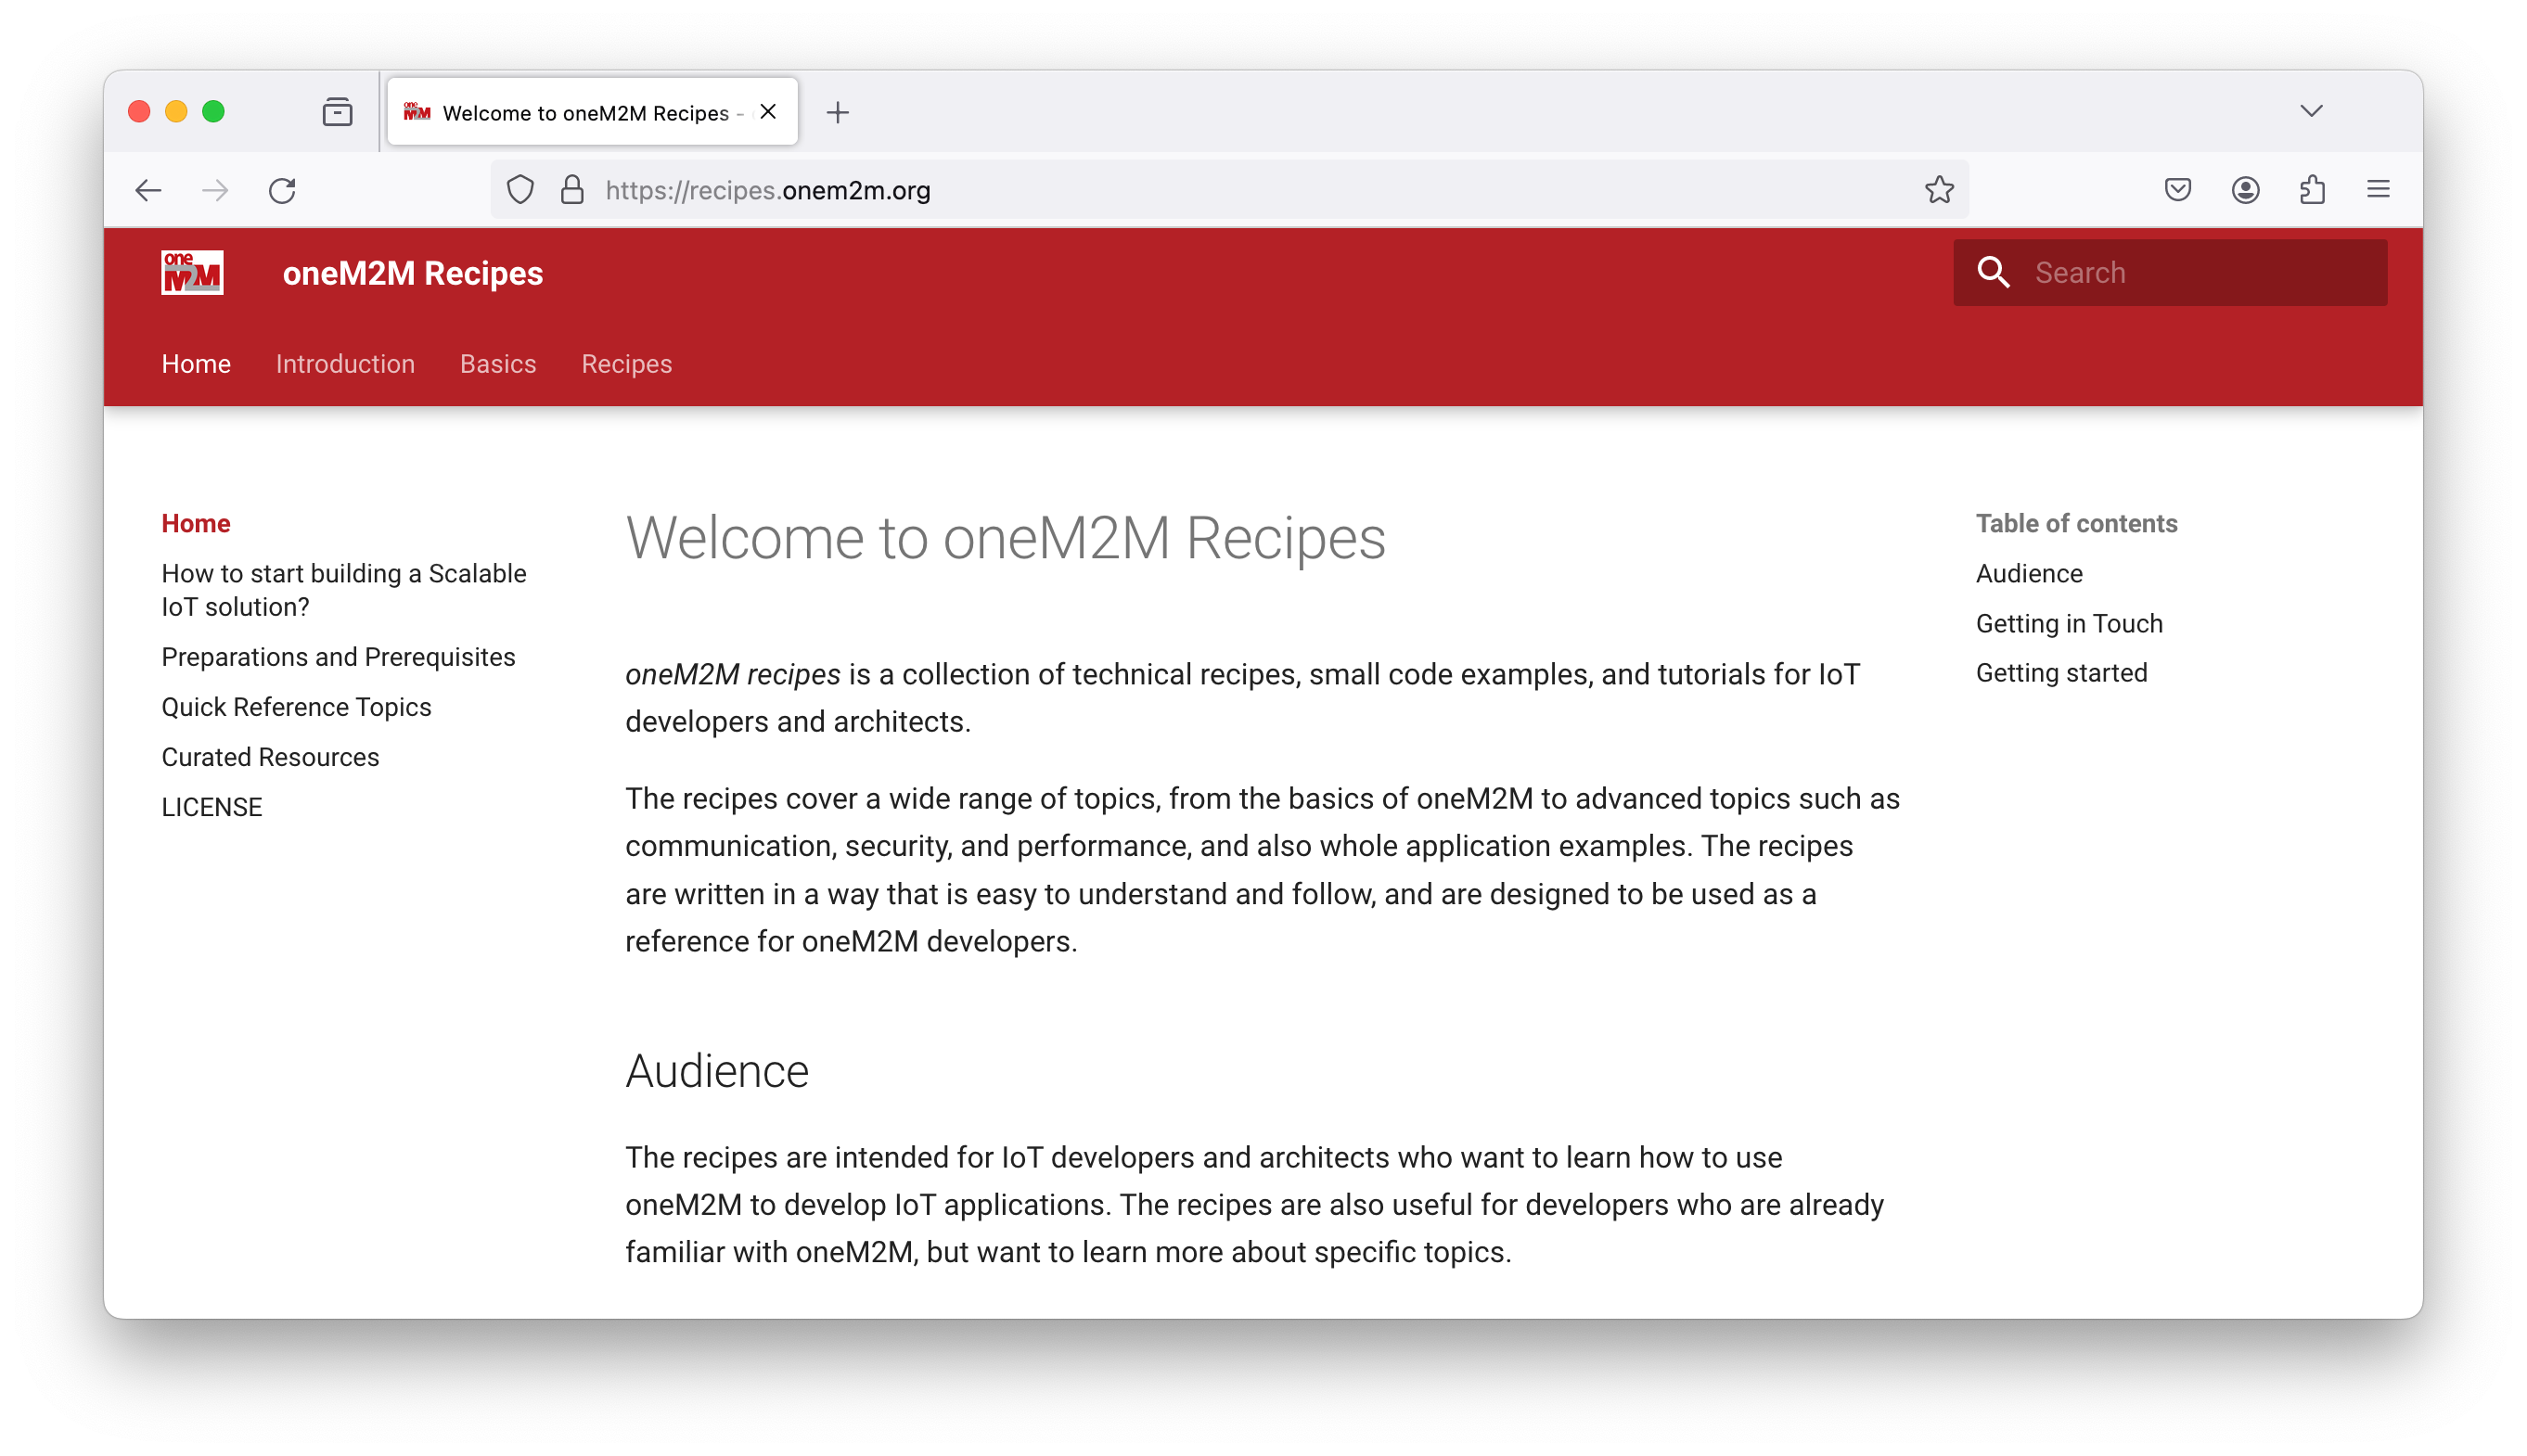 Welcome to oneM2M Recipes -
https://recipes.onem2m.org
one
M2M
oneM2M Recipes
Search
Home
Introduction
Basics
Recipes
Home
How to start building a Scalable
IoT solution?
Preparations and Prerequisites
Quick Reference Topics
Curated Resources
LICENSE
Welcome to oneM2M Recipes
oneM2M recipes is a collection of technical recipes, small code examples, and tutorials for IoT
developers and architects.
The recipes cover a wide range of topics, from the basics of oneM2M to advanced topics such as
communication, security, and performance, and also whole application examples. The recipes
are written in a way that is easy to understand and follow, and are designed to be used as a
reference for oneM2M developers.
Audience
The recipes are intended for IoT developers and architects who want to learn how to use
oneM2M to develop IoT applications. The recipes are also useful for developers who are already
familiar with oneM2M, but want to learn more about specific topics.
Table of contents
Audience
Getting in Touch
Getting started